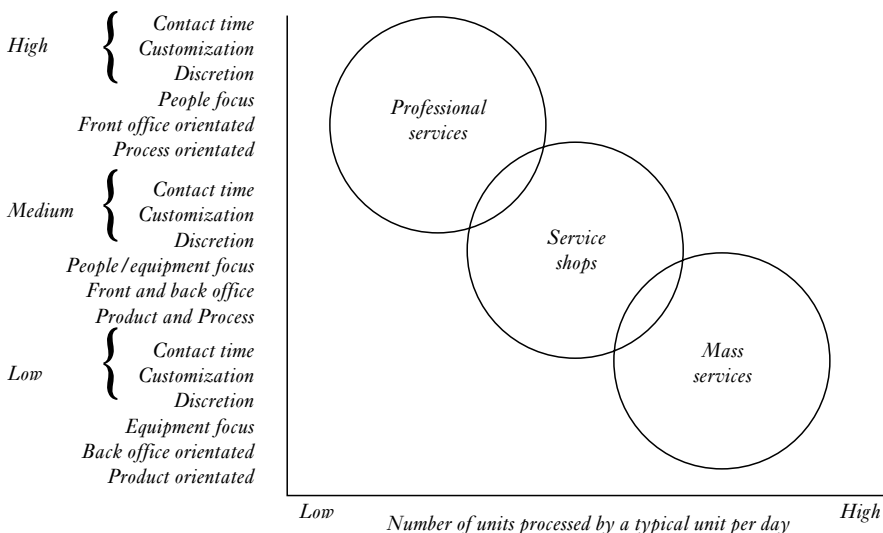 High
Contact time
Customization
Discretion
People focus
Front office orientated
Process orientated
Medium
Contact time
Customization
Discretion
People/equipment focus
Front and back office
Product and Process
Low
Contact time
Customization
Discretion
Equipment focus
Back office orientated
Product orientated
Professional
services
Service
shops
Mass
services
Low
High
Number of units processed by a typical unit per day